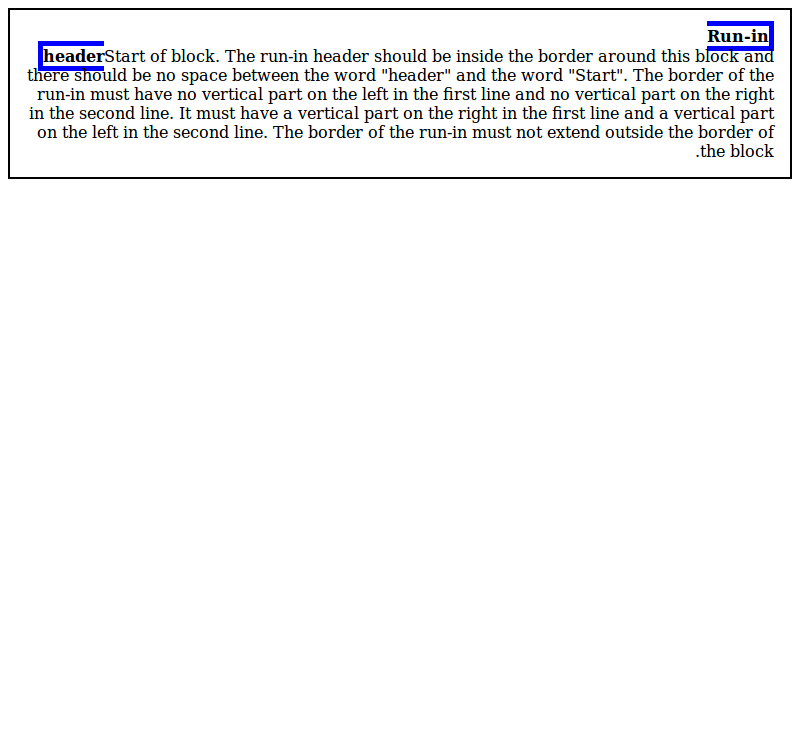 Run-in
headerStart of block. The run-in header should be inside the border around this block and
there should be no space between the word "header" and the word "Start". The border of the
run-in must have no vertical part on the left in the first line and no vertical part on the right
in the second line. It must have a vertical part on the right in the first line and a vertical part
on the left in the second line. The border of the run-in must not extend outside the border of
.the block